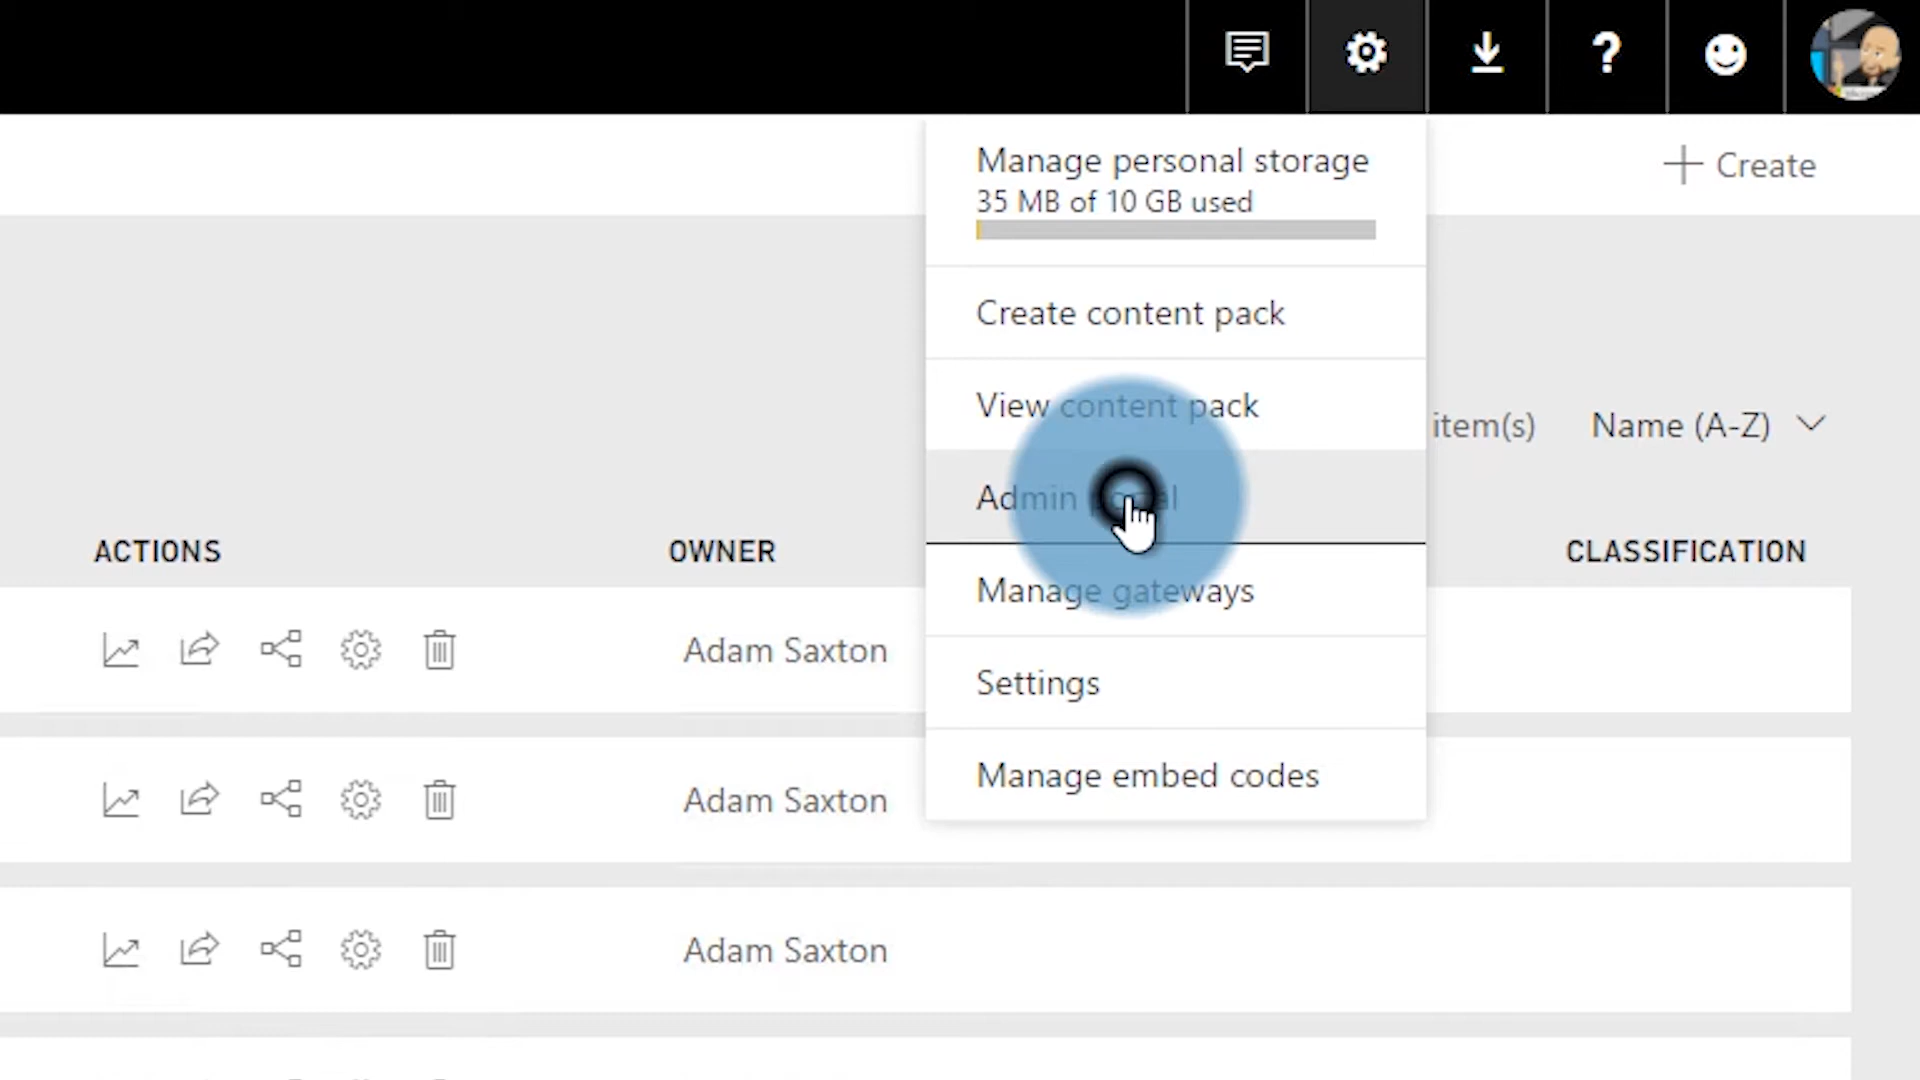 Manage personal storage
35 MB of 10 GB used
+ Create
Create content pack
View content pack
item(s) Name (A-Z)
Admin portal
ACTIONS OWNER CLASSIFICATION
Manage gateways
Adam Saxton
Settings
Manage embed codes
Adam Saxton
Adam Saxton